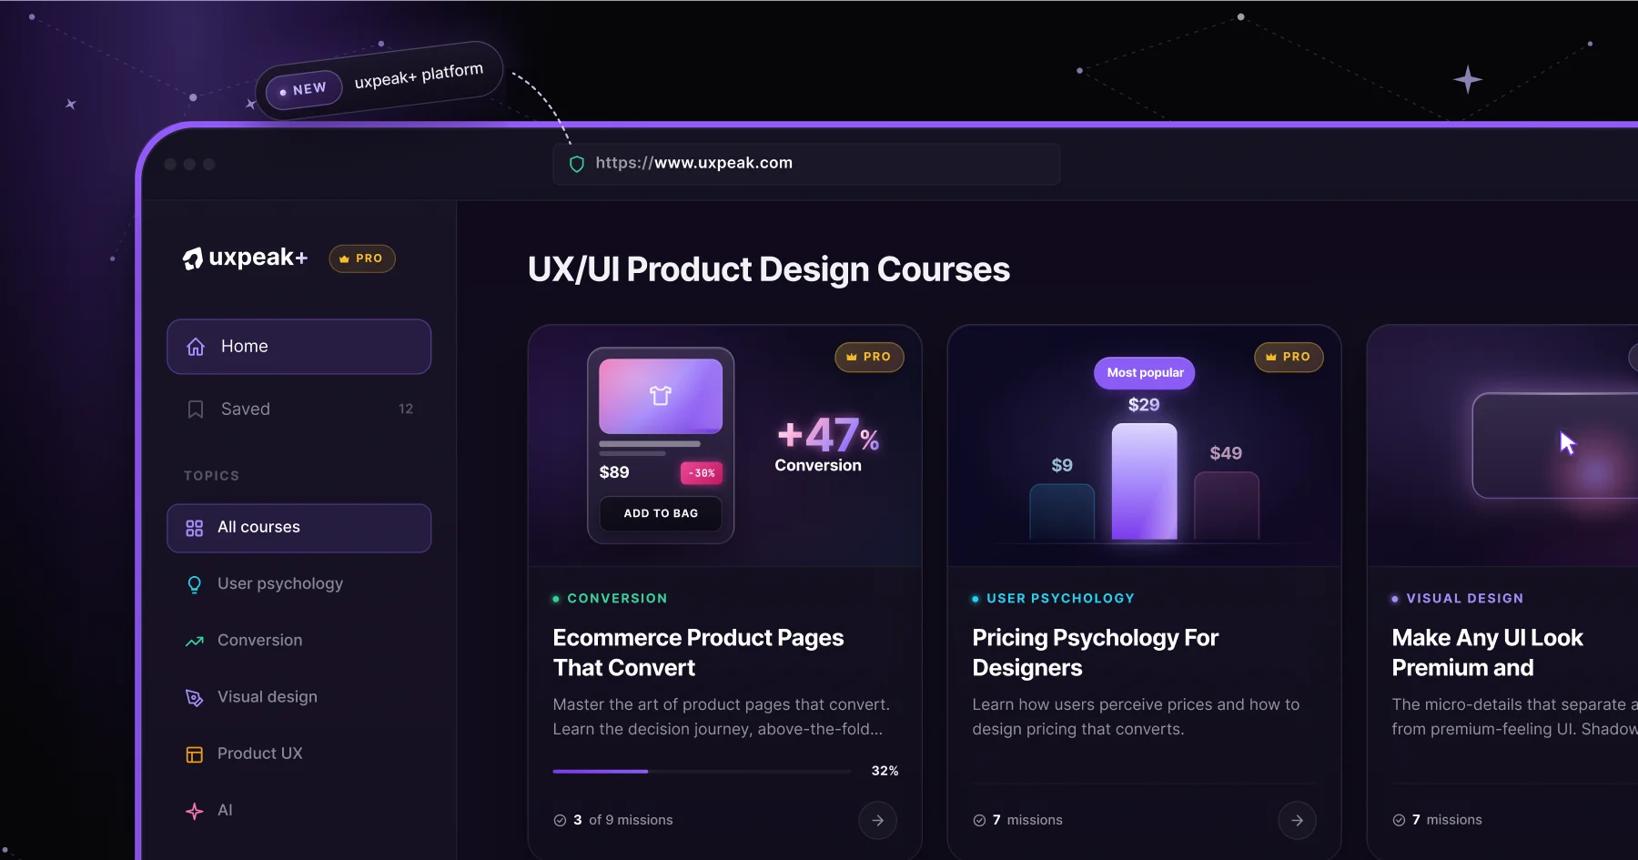 NEW uxpeak+ platform
https://www.uxpeak.com
uxpeak+ PRO
Home
Saved 12
TOPICS
All courses
User psychology
Conversion
Visual design
Product UX
AI
UX/UI Product Design Courses
PRO
$89
-30%
ADD TO BAG
+47%
Conversion
CONVERSION
Ecommerce Product Pages
That Convert
Master the art of product pages that convert.
Learn the decision journey, above-the-fold...
32%
3 of 9 missions
PRO
Most popular
$29
$9
$49
USER PSYCHOLOGY
Pricing Psychology For
Designers
Learn how users perceive prices and how to
design pricing that converts.
7 missions
VISUAL DESIGN
Make Any UI Look
Premium and
The micro-details that separate a
from premium-feeling UI. Shadow
7 missions